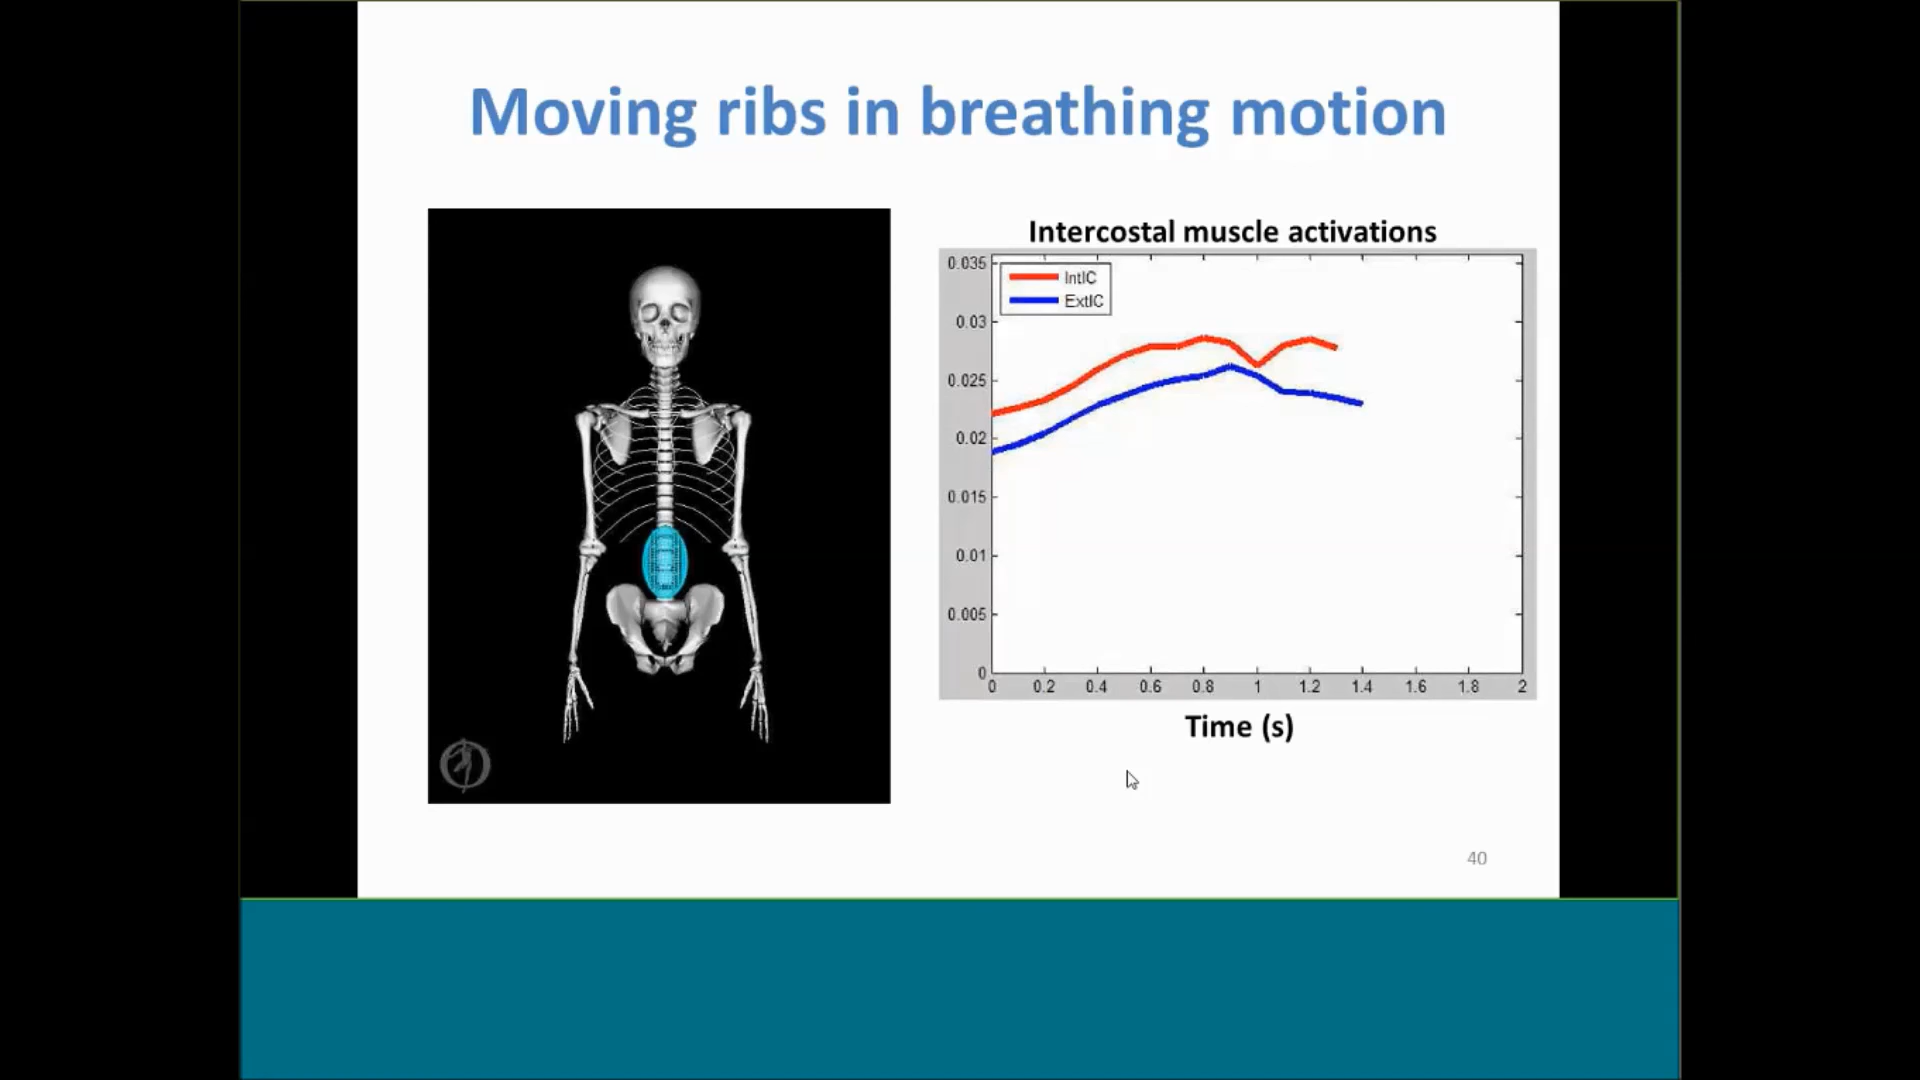 Moving ribs in breathing motion
Intercostal muscle activations
0.035
0.03
0.025
0.02
0.015
0.01
0.005
0
IntIC
ExtIC
0 0.2 0.4 0.6 0.8 1 1.2 1.4 1.6 1.8 2
Time (s)
40